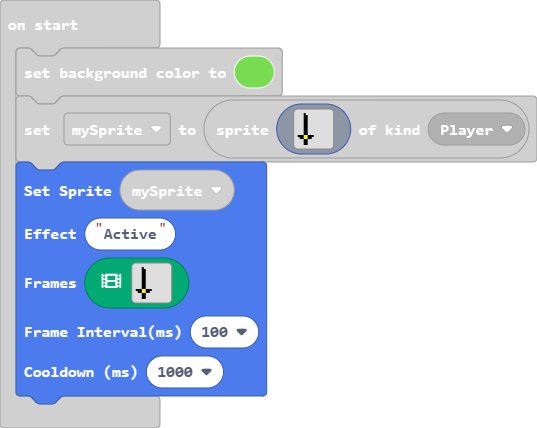 on start
set background color to
set mySprite to sprite of kind Player
Set Sprite mySprite
Effect "Active"
Frames
Frame Interval(ms) 100
Cooldown (ms) 1000